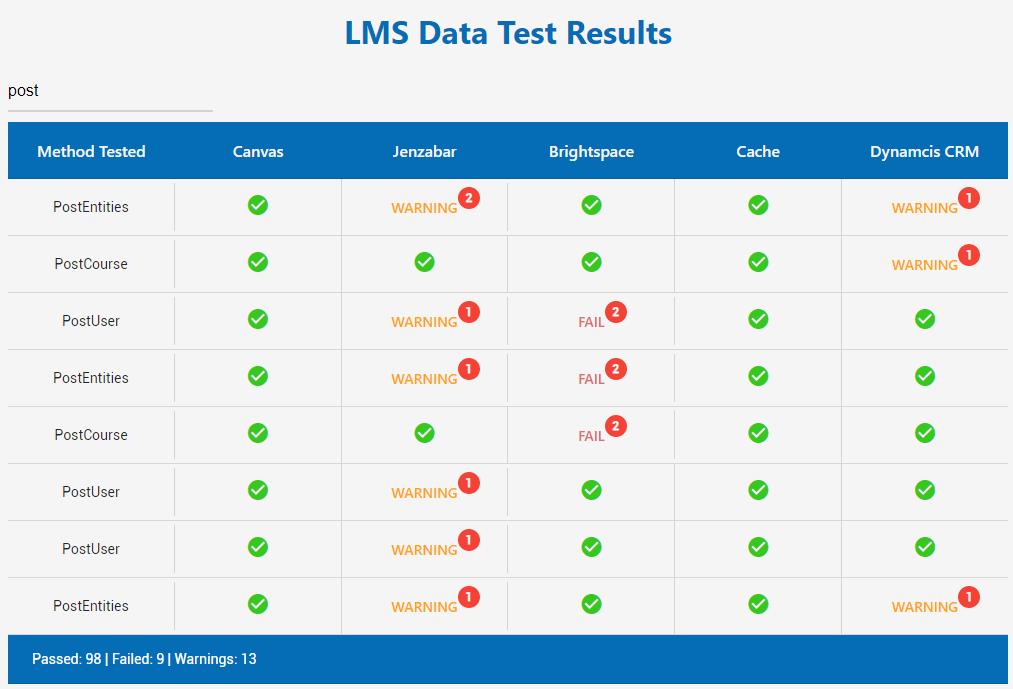 LMS Data Test Results
post
Method Tested Canvas Jenzabar Brightspace Cache Dynamcis CRM
PostEntities WARNING 2 WARNING 1
PostCourse WARNING 1
PostUser WARNING 1 FAIL 2
PostEntities WARNING 1 FAIL 2
PostCourse FAIL 2
PostUser WARNING 1
PostUser WARNING 1
PostEntities WARNING 1 WARNING 1
Passed: 98 | Failed: 9 | Warnings: 13